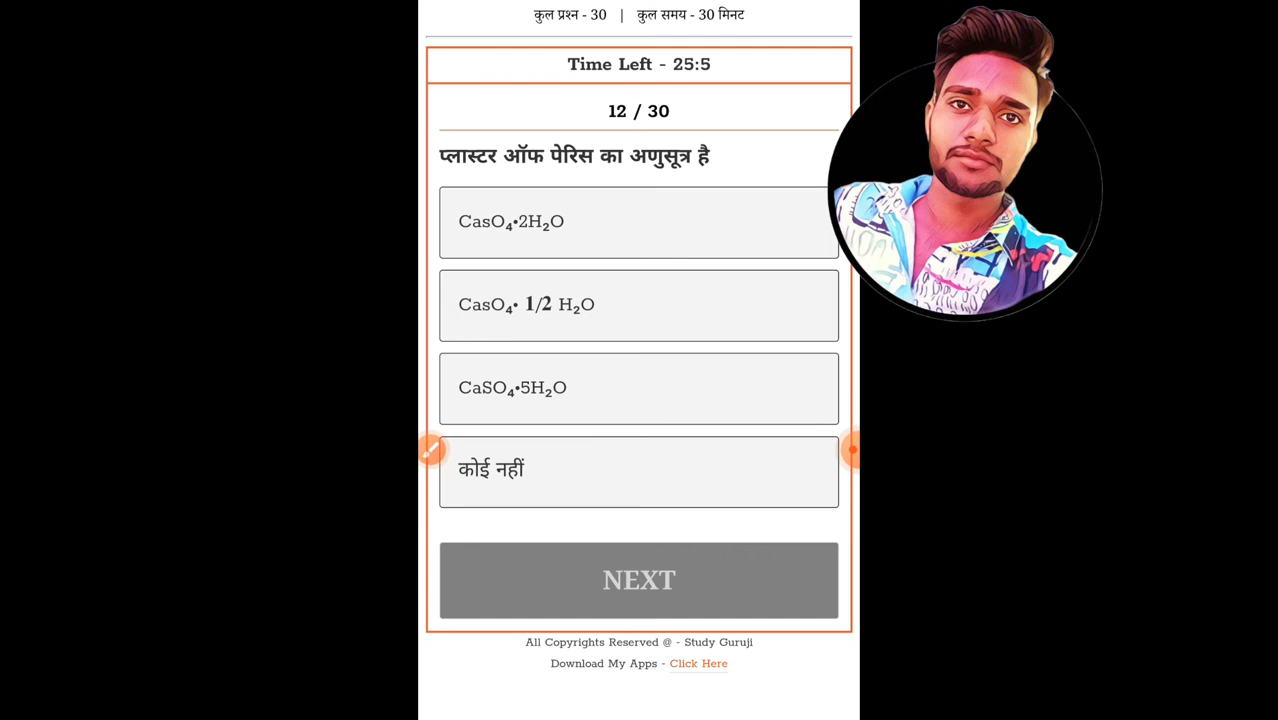 कुल प्रश्न - 30 | कुल समय - 30 मिनट
Time Left - 25:5
12 / 30
प्लास्टर ऑफ पेरिस का अणुसूत्र है
CasO₄•2H₂O
CasO₄• 1/2 H₂O
CaSO₄•5H₂O
कोई नहीं
NEXT
All Copyrights Reserved @ - Study Guruji
Download My Apps - Click Here